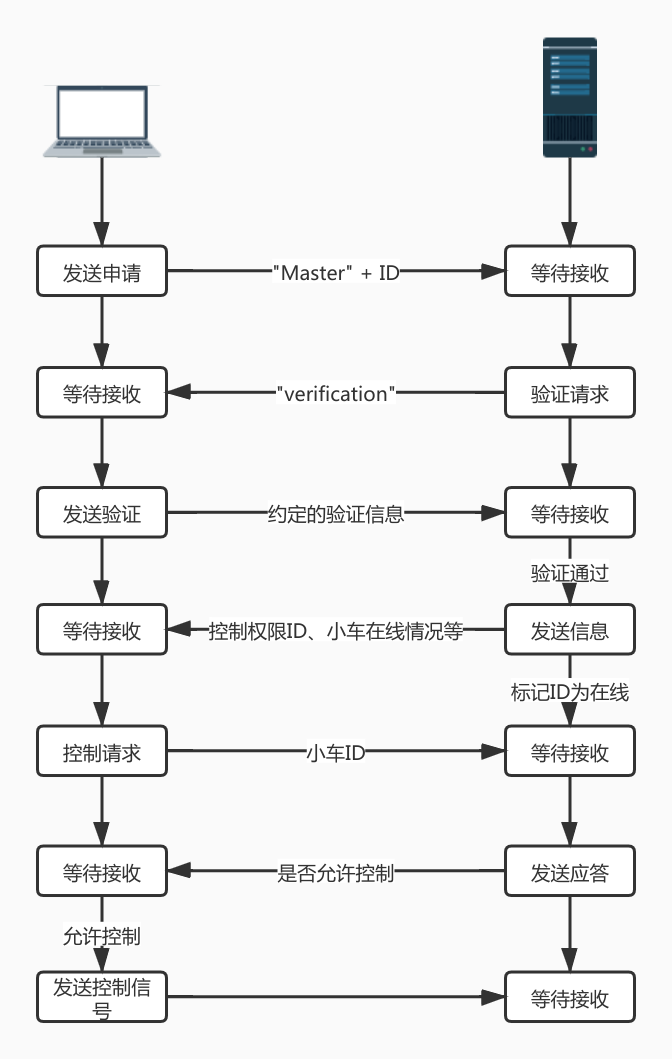 发送申请
"Master" + ID
等待接收
等待接收
"verification"
验证请求
发送验证
约定的验证信息
等待接收
验证通过
等待接收
控制权限ID、小车在线情况等
发送信息
标记ID为在线
控制请求
小车ID
等待接收
等待接收
是否允许控制
发送应答
允许控制
发送控制信
号
等待接收